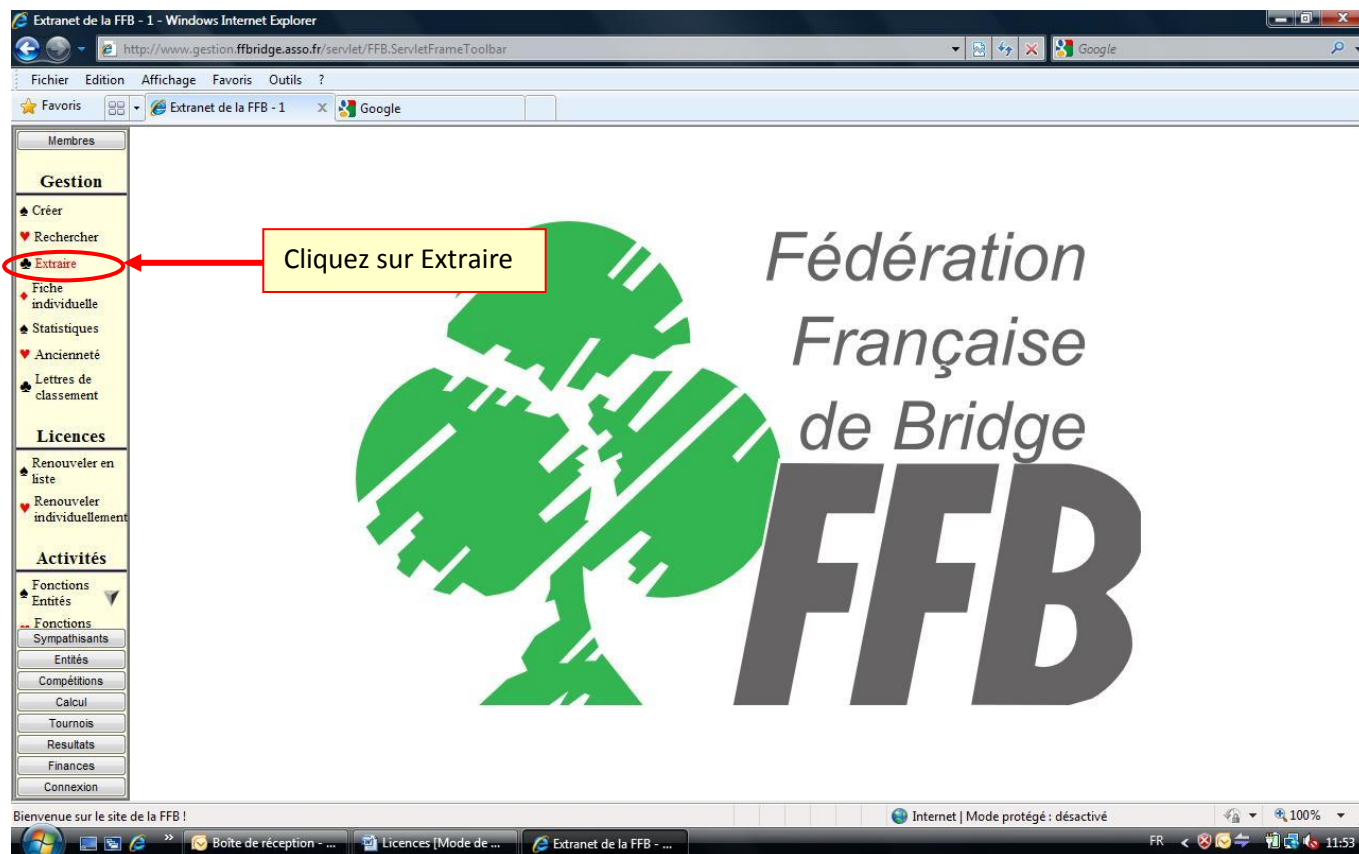 Extranet de la FFB - 1 - Windows Internet Explorer
http://www.gestion.ffbridge.asso.fr/servlet/FFB.ServletFrameToolbar
Google
Fichier Edition Affichage Favoris Outils ?
Favoris
Extranet de la FFB - 1
X
Google
Membres
Gestion
Créer
Rechercher
Extraire
Fiche
individuelle
Statistiques
Ancienneté
Lettres de
classement
Licences
Renouveler en
liste
Renouveler
individuellement
Activités
Fonctions
Entités
Fonctions
Sympathisants
Entités
Compétitions
Calcul
Tournois
Resultats
Finances
Connexion
Cliquez sur Extraire
Fédération
Française
de Bridge
FFB
Bienvenue sur le site de la FFB !
Internet | Mode protégé : désactivé
100%
Boîte de réception - ...
Licences [Mode de ...
Extranet de la FFB - ...
FR
11:53